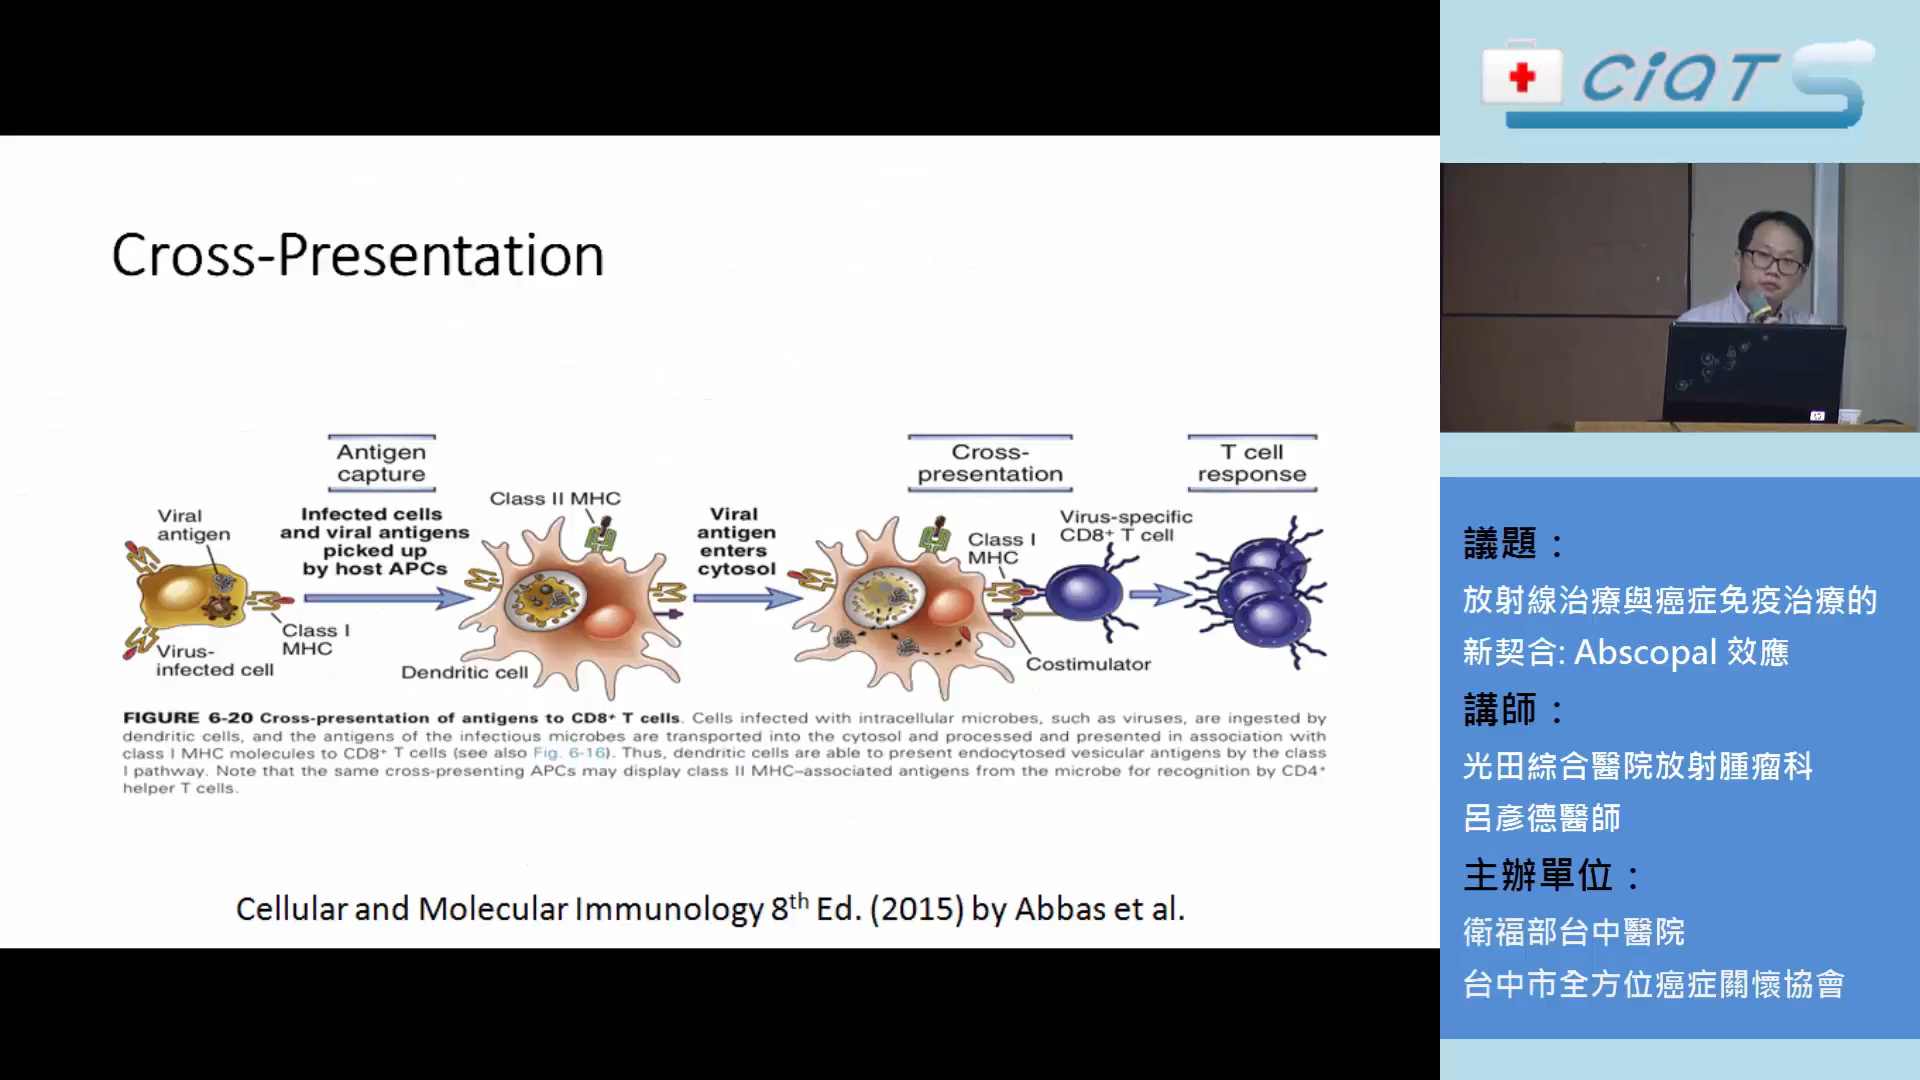 Cross-Presentation
Antigen
capture
Cross-
presentation
T cell
response
Viral
antigen
Infected cells
and viral antigens
picked up
by host APCs
Class II MHC
Viral
antigen
enters
cytosol
Class I
MHC
Virus-specific
CD8⁺ T cell
Class I
MHC
Virus-
infected cell
Dendritic cell
Costimulator
FIGURE 6-20 Cross-presentation of antigens to CD8⁺ T cells. Cells infected with intracellular microbes, such as viruses, are ingested by
dendritic cells, and the antigens of the infectious microbes are transported into the cytosol and processed and presented in association with
class I MHC molecules to CD8⁺ T cells (see also Fig. 6-16). Thus, dendritic cells are able to present endocytosed vesicular antigens by the class
I pathway. Note that the same cross-presenting APCs may display class II MHC–associated antigens from the microbe for recognition by CD4⁺
helper T cells.
Cellular and Molecular Immunology 8th Ed. (2015) by Abbas et al.
CiaTS
議題：
放射線治療與癌症免疫治療的
新契合: Abscopal 效應
講師：
光田綜合醫院放射腫瘤科
呂彥德醫師
主辦單位：
衛福部台中醫院
台中市全方位癌症關懷協會